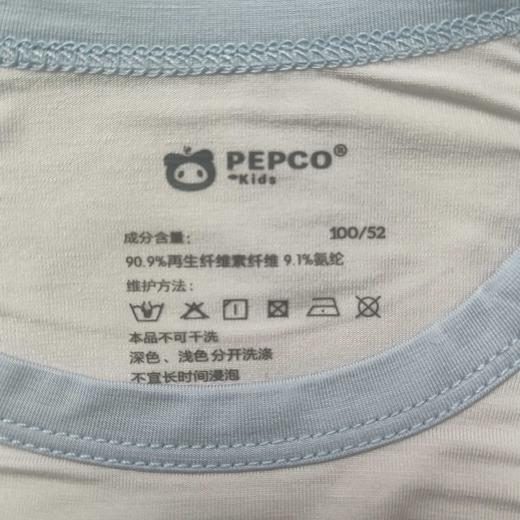 PEPCO®
Kids
成分含量: 100/52
90.9%再生纤维素纤维 9.1%氨纶
维护方法:
本品不可干洗
深色、浅色分开洗涤
不宜长时间浸泡